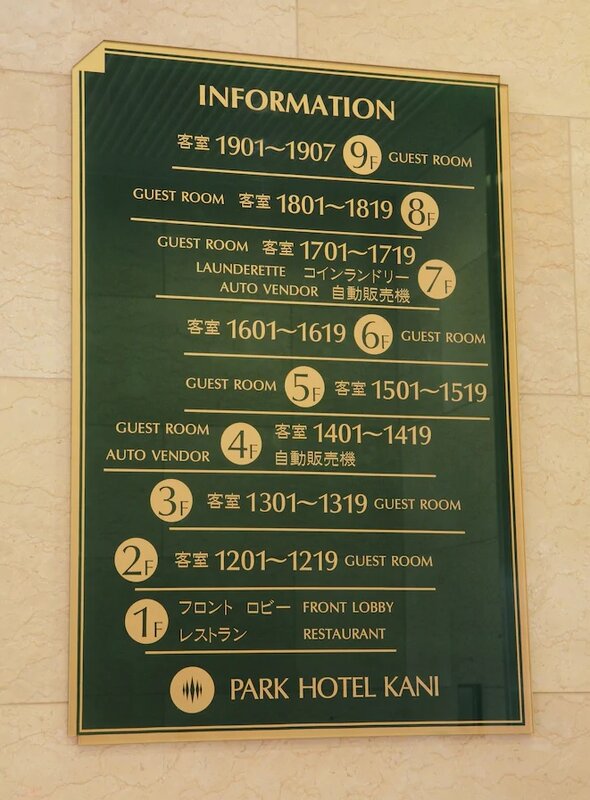 INFORMATION
客室 1901〜1907 9F GUEST ROOM
GUEST ROOM 客室 1801〜1819 8F
GUEST ROOM 客室 1701〜1719 7F
LAUNDERETTE コインランドリー
AUTO VENDOR 自動販売機
客室 1601〜1619 6F GUEST ROOM
GUEST ROOM 5F 客室 1501〜1519
GUEST ROOM 4F 客室 1401〜1419
AUTO VENDOR 自動販売機
3F 客室 1301〜1319 GUEST ROOM
2F 客室 1201〜1219 GUEST ROOM
1F フロント ロビー FRONT LOBBY
レストラン RESTAURANT
PARK HOTEL KANI